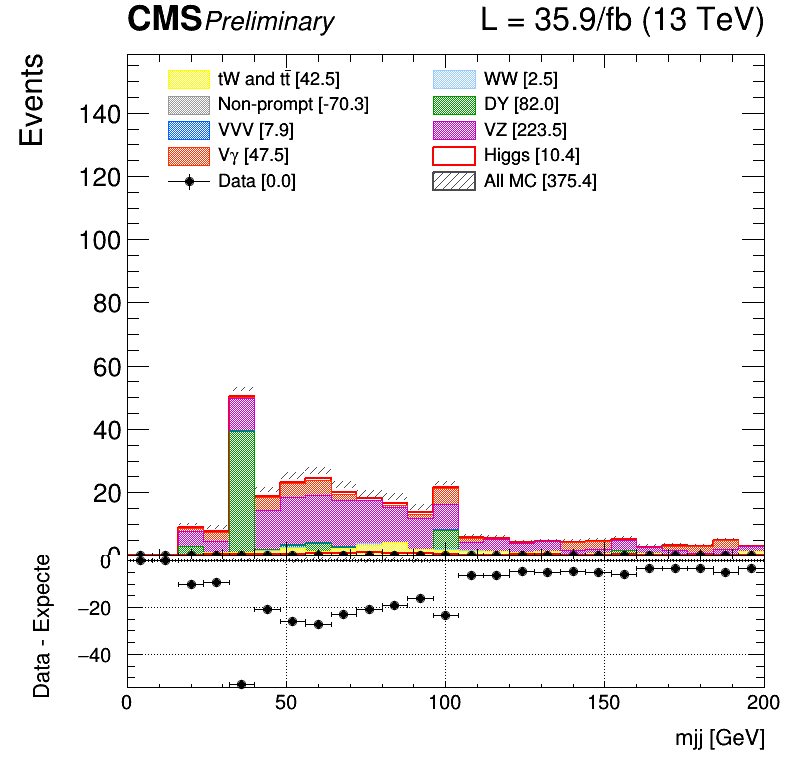 CMS Preliminary L = 35.9/fb (13 TeV)
Events
tW and tt̄ [42.5] WW [2.5]
Non-prompt [-70.3] DY [82.0]
VVV [7.9] VZ [223.5]
Vγ [47.5] Higgs [10.4]
Data [0.0] All MC [375.4]
140
120
100
80
60
40
20
0
Data - Expecte
0
−20
−40
0 50 100 150 200
mjj [GeV]